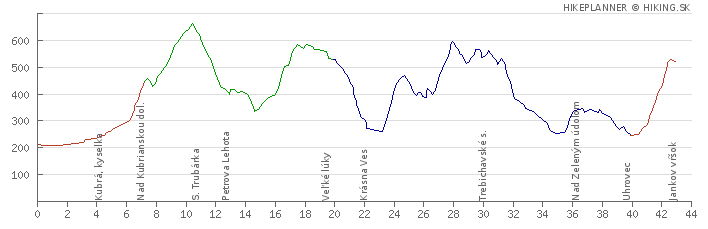 HIKEPLANNER @ HIKING.SK
600
500
400
300
200
100
Kubrá, kyselka
Nad Kubrianskou dol.
S. Trubárka
Petrova Lehota
Veľké lúky
Krásna Ves
Trebichavské s.
Nad Zeleným údolom
Uhrovec
Jankov vŕšok
0 2 4 6 8 10 12 14 16 18 20 22 24 26 28 30 32 34 36 38 40 42 44